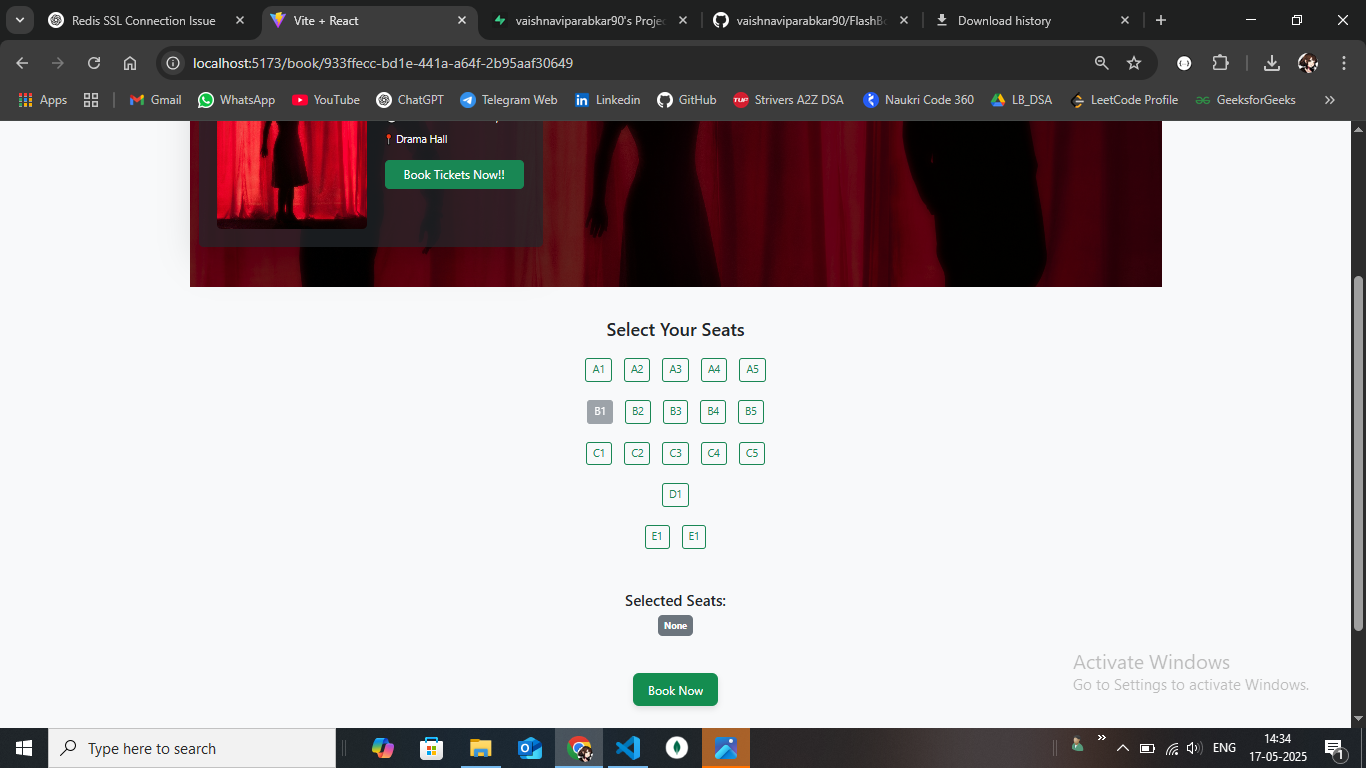 Redis SSL Connection Issue
Vite + React
vaishnaviparabkar90's Projec
vaishnaviparabkar90/FlashBo
Download history
localhost:5173/book/933ffecc-bd1e-441a-a64f-2b95aaf30649
Apps
Gmail
WhatsApp
YouTube
ChatGPT
Telegram Web
Linkedin
GitHub
TUF Strivers A2Z DSA
Naukri Code 360
LB_DSA
LeetCode Profile
GeeksforGeeks
Drama Hall
Book Tickets Now!!
Select Your Seats
A1 A2 A3 A4 A5
B1 B2 B3 B4 B5
C1 C2 C3 C4 C5
D1
E1 E1
Selected Seats:
None
Book Now
Activate Windows
Go to Settings to activate Windows.
Type here to search
ENG
14:34
17-05-2025
1